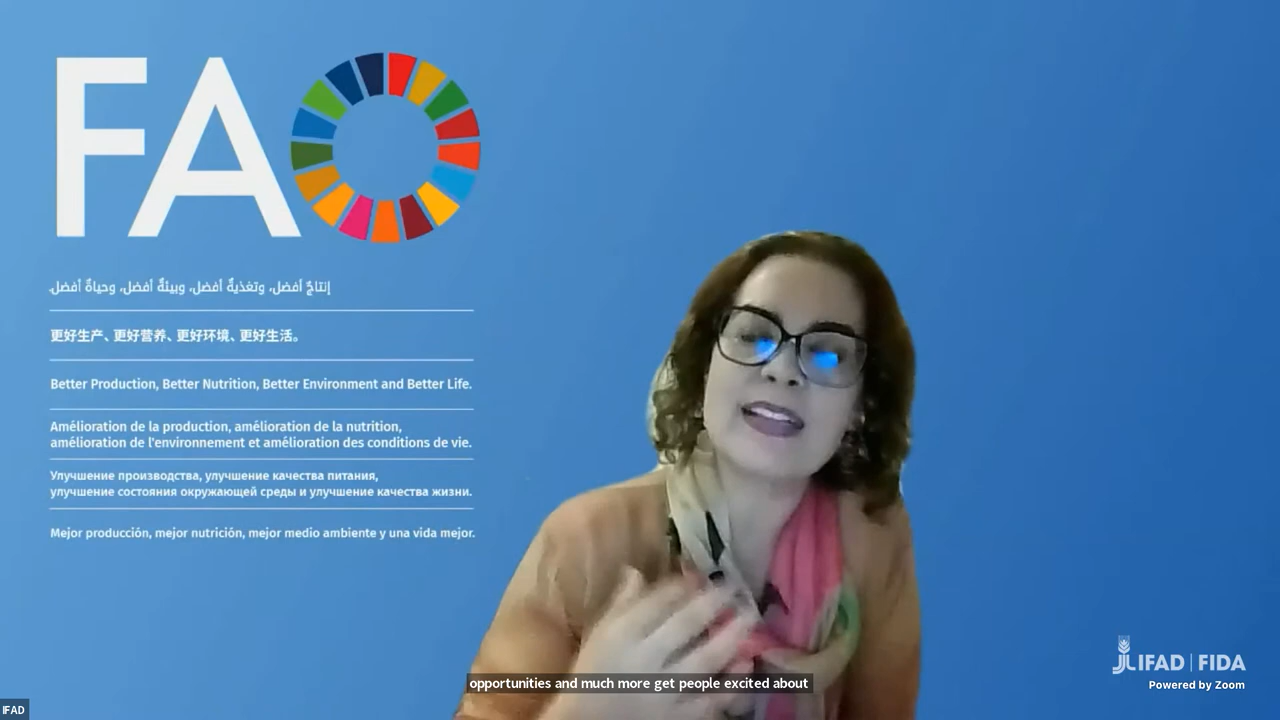 FAO
إنتاجٌ أفضل، وتغذيةٌ أفضل، وبيئةٌ أفضل، وحياةٌ أفضل.
更好生产、更好营养、更好环境、更好生活。
Better Production, Better Nutrition, Better Environment and Better Life.
Amélioration de la production, amélioration de la nutrition,
amélioration de l'environnement et amélioration des conditions de vie.
Улучшение производства, улучшение качества питания,
улучшение состояния окружающей среды и улучшение качества жизни.
Mejor producción, mejor nutrición, mejor medio ambiente y una vida mejor.
IFAD | FIDA
Powered by Zoom
opportunities and much more get people excited about
IFAD